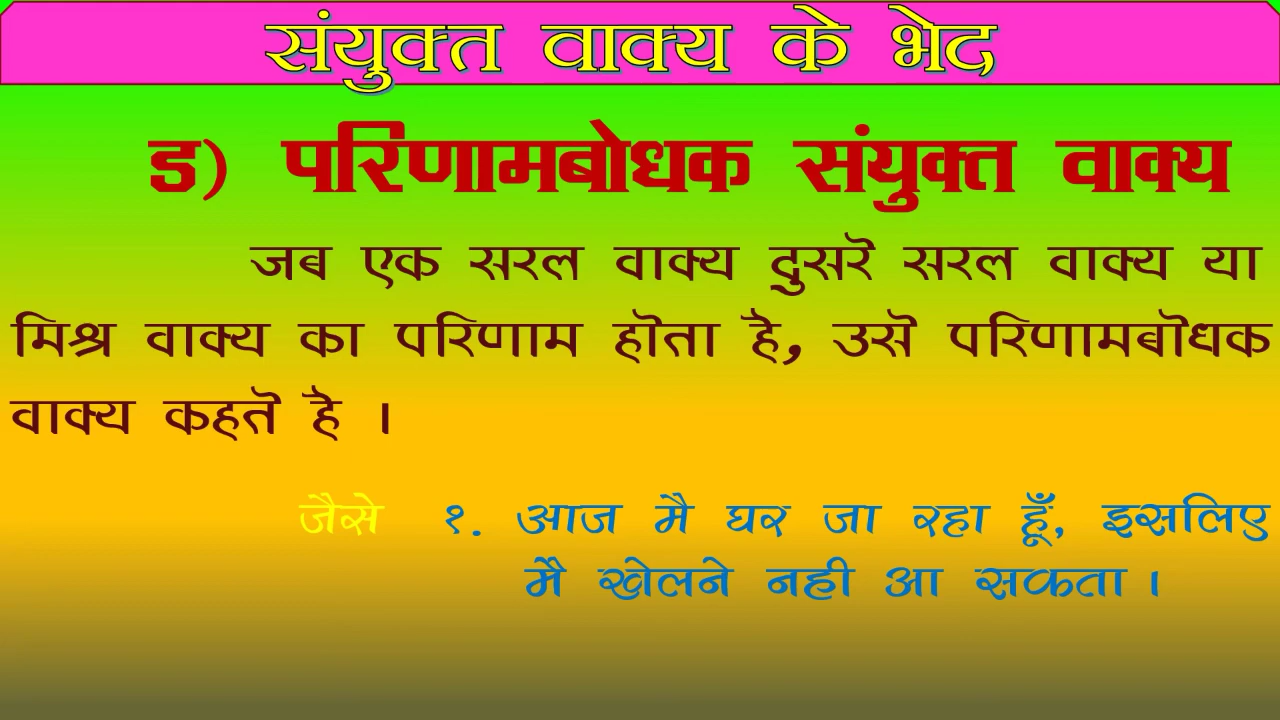 संयुक्त वाक्य के भेद
ड) परिणामबोधक संयुक्त वाक्य
जब एक सरल वाक्य दुसरे सरल वाक्य या
मिश्र वाक्य का परिणाम होता है, उसे परिणामबोधक
वाक्य कहते है ।
जैसे १. आज मै घर जा रहा हूँ, इसलिए
मै खेलने नही आ सकता ।